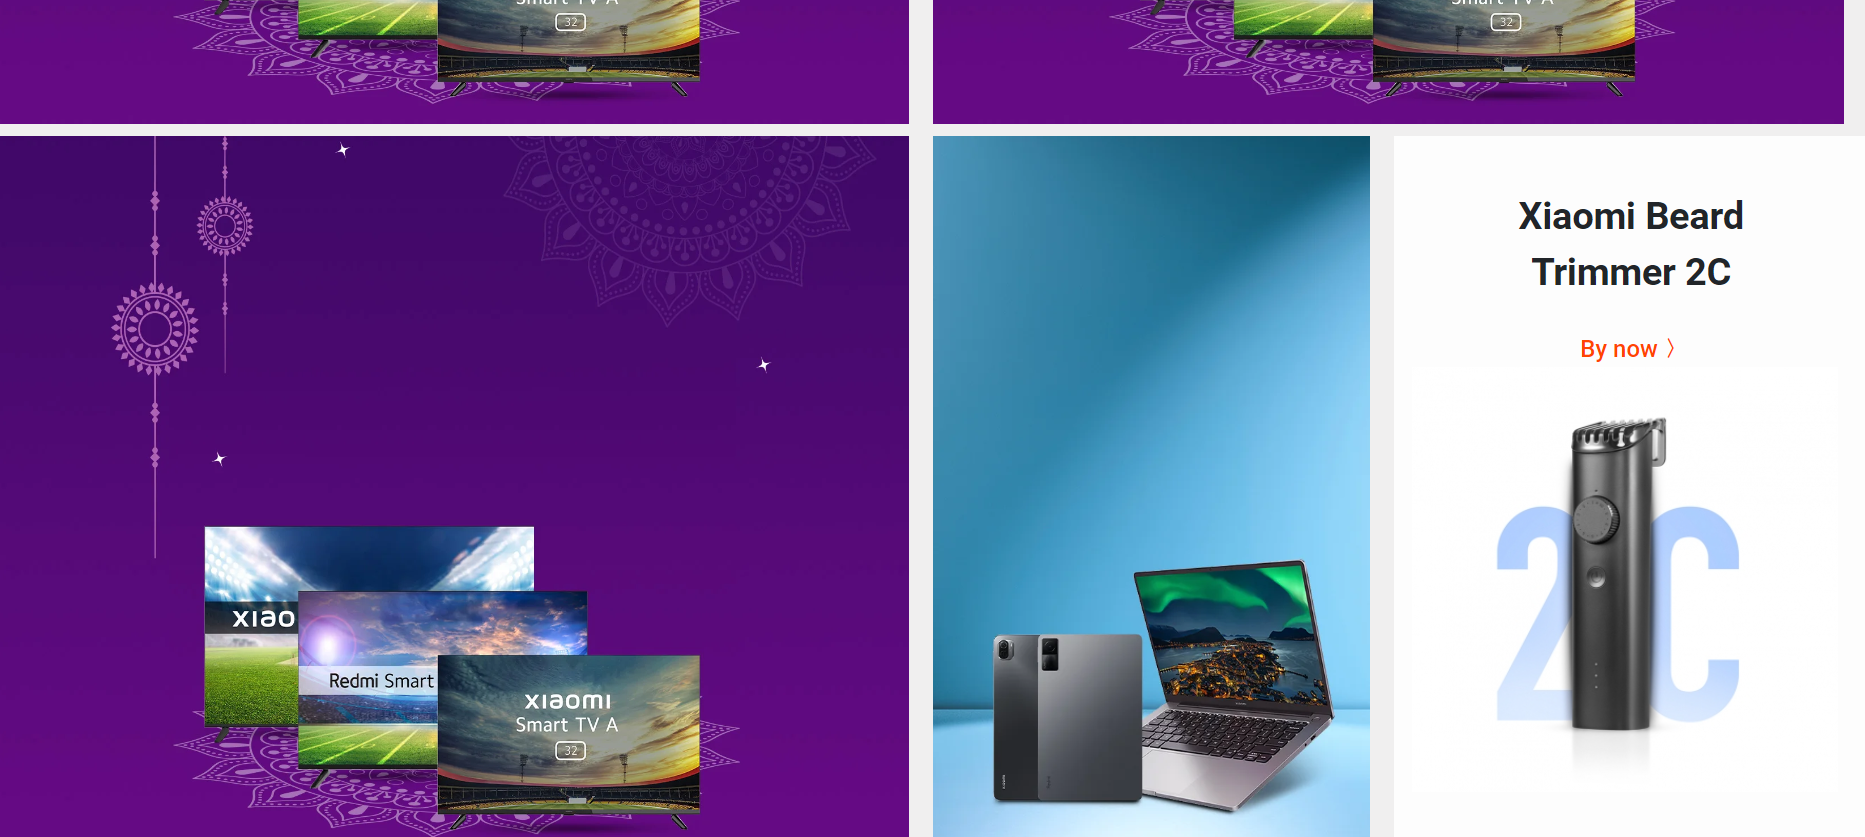 Smart TV A
32
Smart TV A
32
Xiaomi Beard
Trimmer 2C
By now 〉
2C
xiao
Redmi Smart
xiaomi
Smart TV A
32